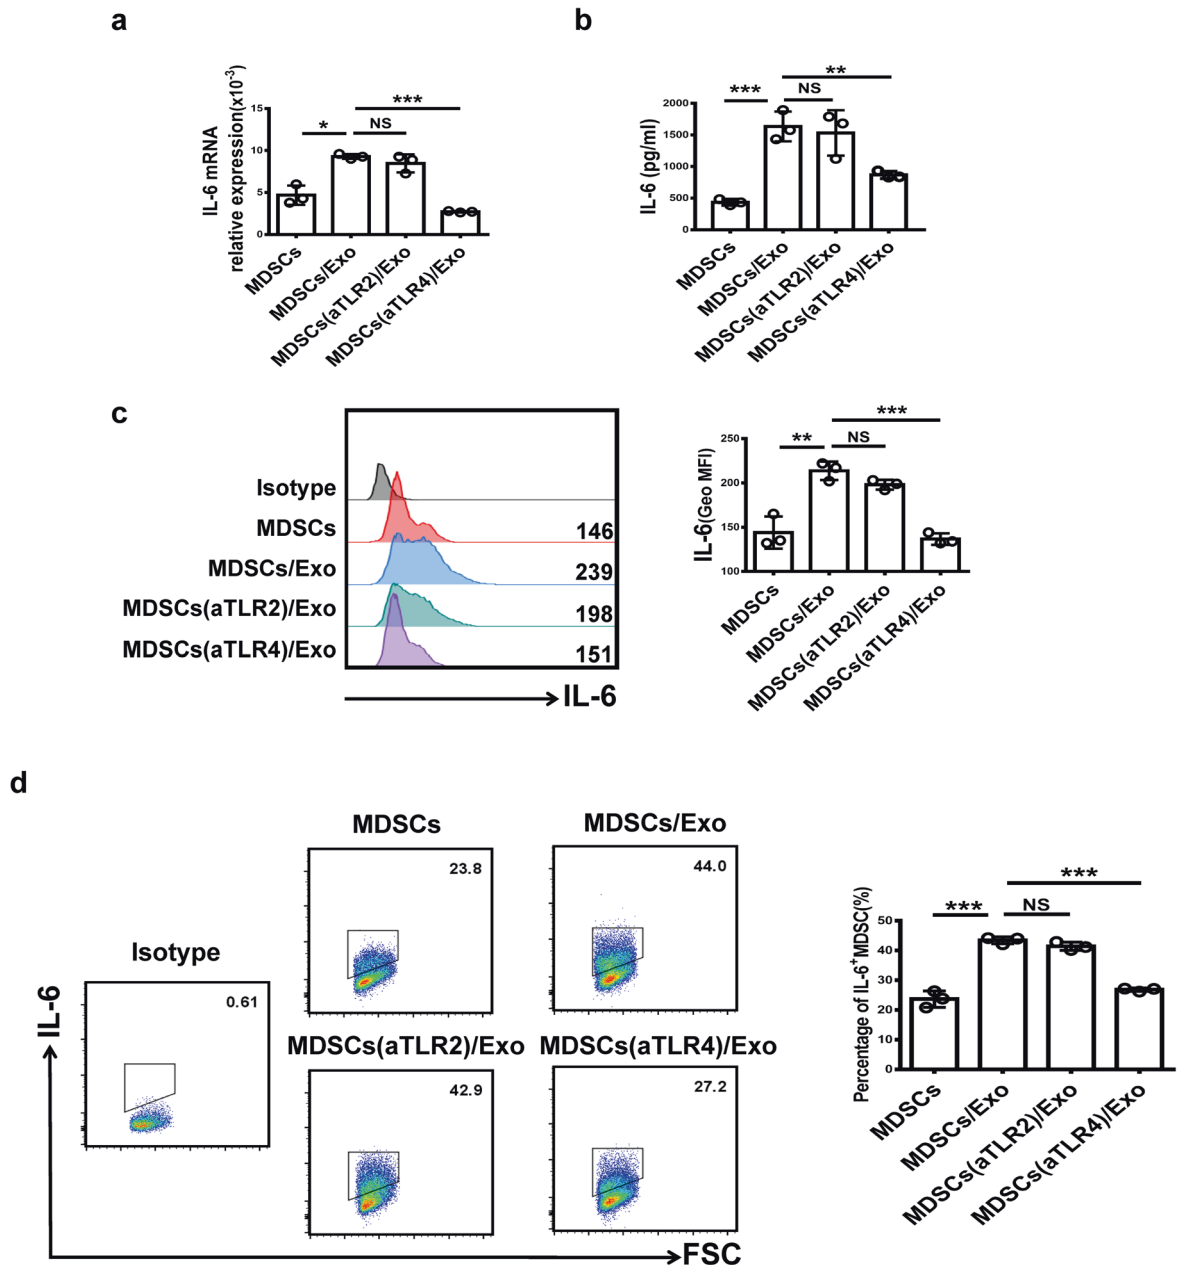 a
IL-6 mRNA
relative expression(x10⁻³)
15
10
5
0
*
NS
***
MDSCs
MDSCs/Exo
MDSCs(aTLR2)/Exo
MDSCs(aTLR4)/Exo
b
IL-6 (pg/ml)
2000
1500
1000
500
0
***
NS
**
MDSCs
MDSCs/Exo
MDSCs(aTLR2)/Exo
MDSCs(aTLR4)/Exo
c
Isotype
MDSCs 146
MDSCs/Exo 239
MDSCs(aTLR2)/Exo 198
MDSCs(aTLR4)/Exo 151
IL-6
IL-6(Geo MFI)
250
200
150
100
**
NS
***
MDSCs
MDSCs/Exo
MDSCs(aTLR2)/Exo
MDSCs(aTLR4)/Exo
d
IL-6
Isotype
0.61
MDSCs
23.8
MDSCs/Exo
44.0
MDSCs(aTLR2)/Exo
42.9
MDSCs(aTLR4)/Exo
27.2
FSC
Percentage of IL-6⁺MDSC(%)
50
40
30
20
10
0
***
NS
***
MDSCs
MDSCs/Exo
MDSCs(aTLR2)/Exo
MDSCs(aTLR4)/Exo